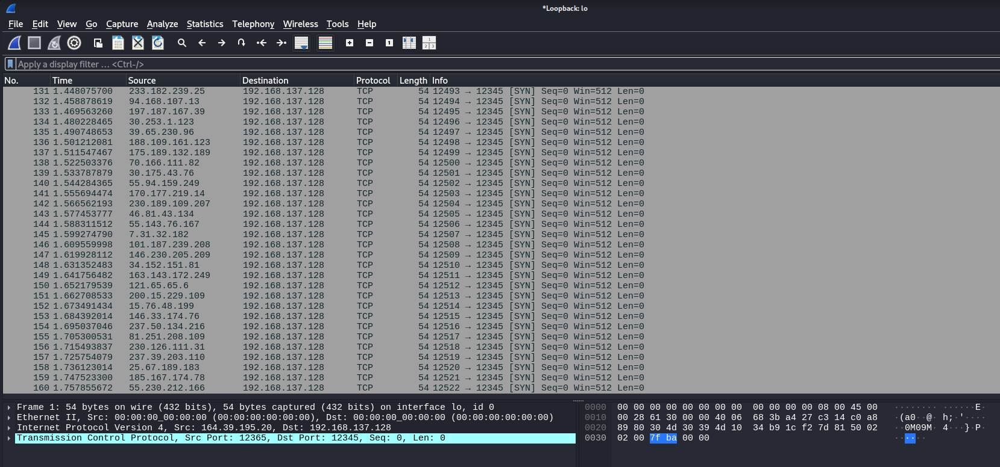 *Loopback: lo
File Edit View Go Capture Analyze Statistics Telephony Wireless Tools Help
Apply a display filter … <Ctrl-/>
No. Time Source Destination Protocol Length Info
131 1.448075700 233.182.239.25 192.168.137.128 TCP 54 12493 → 12345 [SYN] Seq=0 Win=512 Len=0
132 1.458878619 94.168.107.13 192.168.137.128 TCP 54 12494 → 12345 [SYN] Seq=0 Win=512 Len=0
133 1.469563260 197.187.167.39 192.168.137.128 TCP 54 12495 → 12345 [SYN] Seq=0 Win=512 Len=0
134 1.480228465 30.253.1.123 192.168.137.128 TCP 54 12496 → 12345 [SYN] Seq=0 Win=512 Len=0
135 1.490748653 39.65.230.96 192.168.137.128 TCP 54 12497 → 12345 [SYN] Seq=0 Win=512 Len=0
136 1.501212081 188.109.161.123 192.168.137.128 TCP 54 12498 → 12345 [SYN] Seq=0 Win=512 Len=0
137 1.511547467 175.189.132.189 192.168.137.128 TCP 54 12499 → 12345 [SYN] Seq=0 Win=512 Len=0
138 1.522503376 70.166.111.82 192.168.137.128 TCP 54 12500 → 12345 [SYN] Seq=0 Win=512 Len=0
139 1.533787879 30.175.43.76 192.168.137.128 TCP 54 12501 → 12345 [SYN] Seq=0 Win=512 Len=0
140 1.544284365 55.94.159.249 192.168.137.128 TCP 54 12502 → 12345 [SYN] Seq=0 Win=512 Len=0
141 1.555694474 170.177.219.14 192.168.137.128 TCP 54 12503 → 12345 [SYN] Seq=0 Win=512 Len=0
142 1.566562193 230.189.109.207 192.168.137.128 TCP 54 12504 → 12345 [SYN] Seq=0 Win=512 Len=0
143 1.577453777 46.81.43.134 192.168.137.128 TCP 54 12505 → 12345 [SYN] Seq=0 Win=512 Len=0
144 1.588311512 55.143.76.167 192.168.137.128 TCP 54 12506 → 12345 [SYN] Seq=0 Win=512 Len=0
145 1.599274790 7.31.32.182 192.168.137.128 TCP 54 12507 → 12345 [SYN] Seq=0 Win=512 Len=0
146 1.609559998 101.187.239.208 192.168.137.128 TCP 54 12508 → 12345 [SYN] Seq=0 Win=512 Len=0
147 1.619928112 146.230.205.209 192.168.137.128 TCP 54 12509 → 12345 [SYN] Seq=0 Win=512 Len=0
148 1.631352483 34.152.151.81 192.168.137.128 TCP 54 12510 → 12345 [SYN] Seq=0 Win=512 Len=0
149 1.641756482 163.143.172.249 192.168.137.128 TCP 54 12511 → 12345 [SYN] Seq=0 Win=512 Len=0
150 1.652179539 121.65.65.6 192.168.137.128 TCP 54 12512 → 12345 [SYN] Seq=0 Win=512 Len=0
151 1.662708533 200.15.229.109 192.168.137.128 TCP 54 12513 → 12345 [SYN] Seq=0 Win=512 Len=0
152 1.673491434 15.76.48.199 192.168.137.128 TCP 54 12514 → 12345 [SYN] Seq=0 Win=512 Len=0
153 1.684392014 146.33.174.76 192.168.137.128 TCP 54 12515 → 12345 [SYN] Seq=0 Win=512 Len=0
154 1.695037046 237.50.134.216 192.168.137.128 TCP 54 12516 → 12345 [SYN] Seq=0 Win=512 Len=0
155 1.705300531 81.251.208.109 192.168.137.128 TCP 54 12517 → 12345 [SYN] Seq=0 Win=512 Len=0
156 1.715493837 230.126.111.31 192.168.137.128 TCP 54 12518 → 12345 [SYN] Seq=0 Win=512 Len=0
157 1.725754079 237.39.203.110 192.168.137.128 TCP 54 12519 → 12345 [SYN] Seq=0 Win=512 Len=0
158 1.736123014 25.67.189.183 192.168.137.128 TCP 54 12520 → 12345 [SYN] Seq=0 Win=512 Len=0
159 1.747523300 185.167.174.78 192.168.137.128 TCP 54 12521 → 12345 [SYN] Seq=0 Win=512 Len=0
160 1.757855672 55.230.212.166 192.168.137.128 TCP 54 12522 → 12345 [SYN] Seq=0 Win=512 Len=0
Frame 1: 54 bytes on wire (432 bits), 54 bytes captured (432 bits) on interface lo, id 0
Ethernet II, Src: 00:00:00_00:00:00 (00:00:00:00:00:00), Dst: 00:00:00_00:00:00 (00:00:00:00:00:00)
Internet Protocol Version 4, Src: 164.39.195.20, Dst: 192.168.137.128
Transmission Control Protocol, Src Port: 12365, Dst Port: 12345, Seq: 0, Len: 0
0000 00 00 00 00 00 00 00 00 00 00 00 00 08 00 45 00 ········ ······E·
0010 00 28 61 30 00 00 40 06 68 3b a4 27 c3 14 c0 a8 ·(a0··@· h;·'····
0020 89 80 30 4d 30 39 4d 10 34 b9 1c f2 7d 81 50 02 ··0M09M· 4···}·P·
0030 02 00 7f ba 00 00 ······